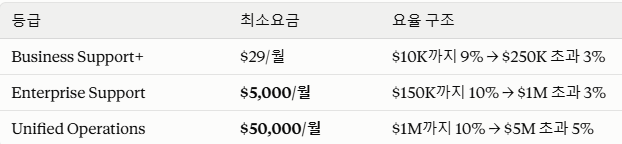 등급 최소요금 요율 구조
Business Support+ $29/월 $10K까지 9% → $250K 초과 3%
Enterprise Support $5,000/월 $150K까지 10% → $1M 초과 3%
Unified Operations $50,000/월 $1M까지 10% → $5M 초과 5%